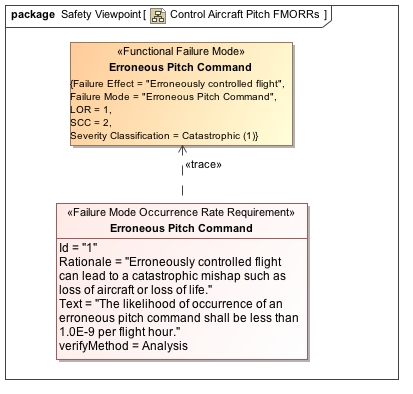 package Safety Viewpoint [ Control Aircraft Pitch FMORRs ]
«Functional Failure Mode»
Erroneous Pitch Command
{Failure Effect = "Erroneously controlled flight",
Failure Mode = "Erroneous Pitch Command",
LOR = 1,
SCC = 2,
Severity Classification = Catastrophic (1)}
«trace»
«Failure Mode Occurrence Rate Requirement»
Erroneous Pitch Command
Id = "1"
Rationale = "Erroneously controlled flight
can lead to a catastrophic mishap such as
loss of aircraft or loss of life."
Text = "The likelihood of occurrence of an
erroneous pitch command shall be less than
1.0E-9 per flight hour."
verifyMethod = Analysis